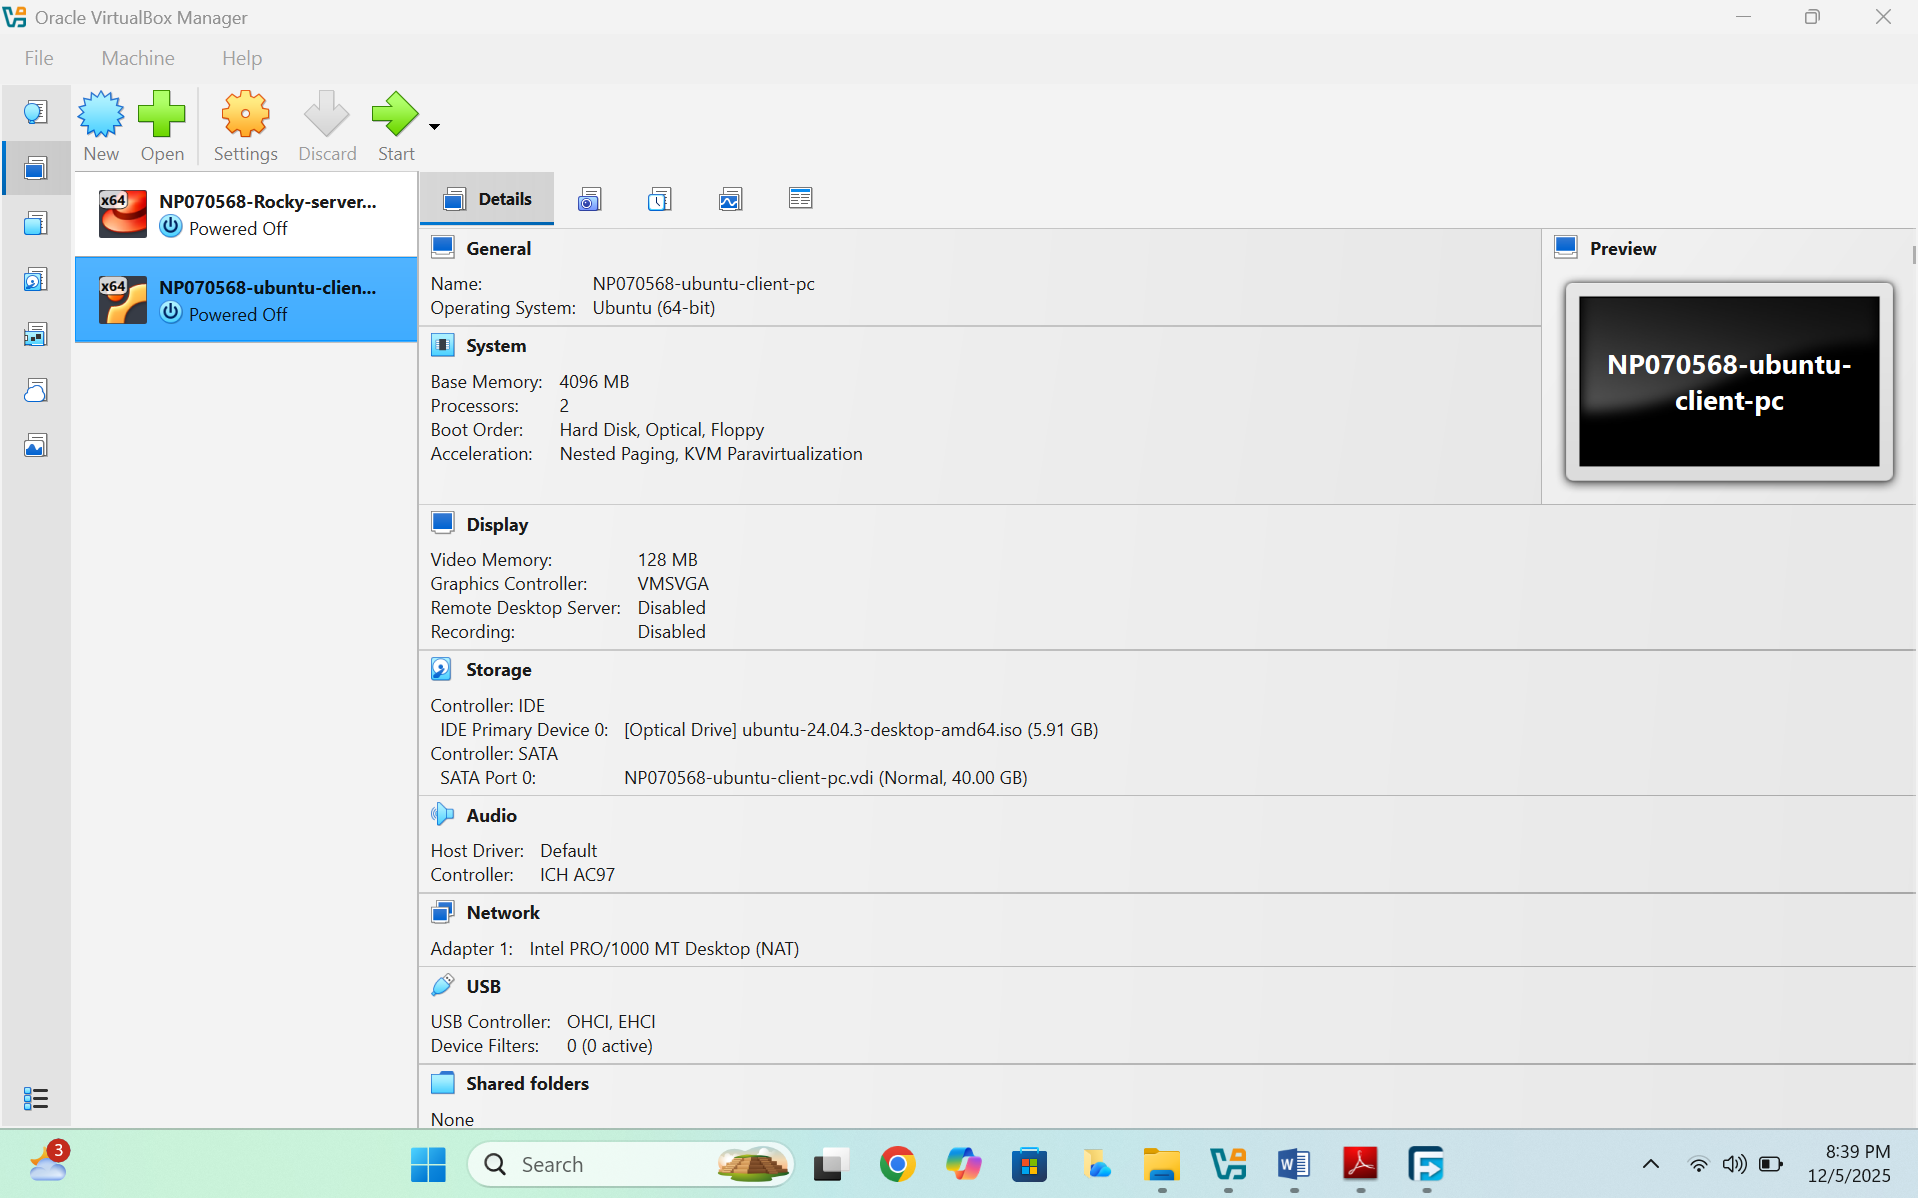 Oracle VirtualBox Manager
File Machine Help
New Open Settings Discard Start
x64 NP070568-Rocky-server...
Powered Off
x64 NP070568-ubuntu-clien...
Powered Off
Details
General
Name: NP070568-ubuntu-client-pc
Operating System: Ubuntu (64-bit)
Preview
NP070568-ubuntu-
client-pc
System
Base Memory: 4096 MB
Processors: 2
Boot Order: Hard Disk, Optical, Floppy
Acceleration: Nested Paging, KVM Paravirtualization
Display
Video Memory: 128 MB
Graphics Controller: VMSVGA
Remote Desktop Server: Disabled
Recording: Disabled
Storage
Controller: IDE
IDE Primary Device 0: [Optical Drive] ubuntu-24.04.3-desktop-amd64.iso (5.91 GB)
Controller: SATA
SATA Port 0: NP070568-ubuntu-client-pc.vdi (Normal, 40.00 GB)
Audio
Host Driver: Default
Controller: ICH AC97
Network
Adapter 1: Intel PRO/1000 MT Desktop (NAT)
USB
USB Controller: OHCI, EHCI
Device Filters: 0 (0 active)
Shared folders
None
3
Search
8:39 PM
12/5/2025